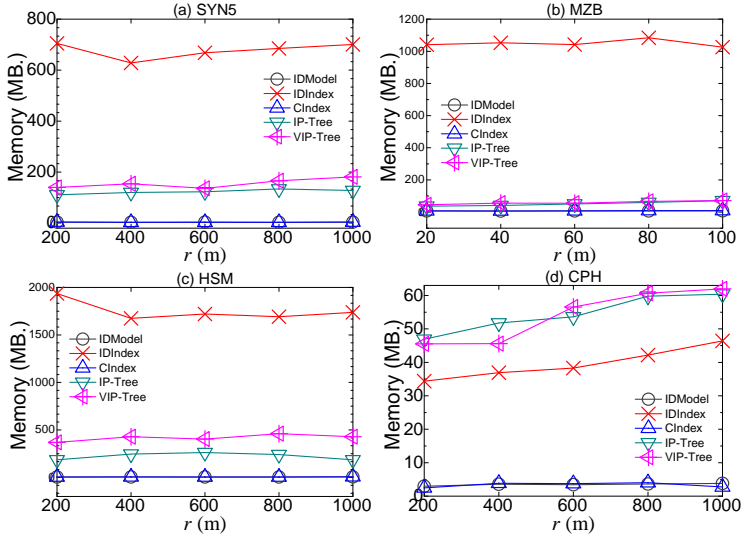 (a) SYN5
800
600
400
200
0
Memory (MB.)
IDModel
IDIndex
CIndex
IP-Tree
VIP-Tree
200 400 600 800 1000
r (m)
(b) MZB
1200
1000
800
600
400
200
Memory (MB.)
IDModel
IDIndex
CIndex
IP-Tree
VIP-Tree
20 40 60 80 100
r (m)
(c) HSM
2000
1500
1000
500
Memory (MB.)
IDModel
IDIndex
CIndex
IP-Tree
VIP-Tree
200 400 600 800 1000
r (m)
(d) CPH
60
50
40
30
20
10
0
Memory (MB.)
IDModel
IDIndex
CIndex
IP-Tree
VIP-Tree
200 400 600 800 1000
r (m)